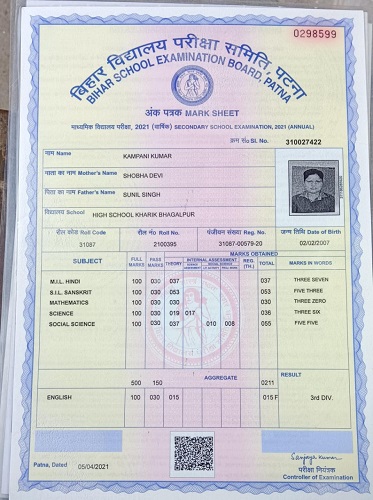 0298599
बिहार विद्यालय परीक्षा समिति, पटना
BIHAR SCHOOL EXAMINATION BOARD, PATNA
अंक पत्रक MARK SHEET
माध्यमिक विद्यालय परीक्षा, 2021 (वार्षिक) SECONDARY SCHOOL EXAMINATION, 2021 (ANNUAL)
क्रम सं० Sl. No. 310027422
नाम Name
KAMPANI KUMAR
माता का नाम Mother's Name
SHOBHA DEVI
पिता का नाम Father's Name
SUNIL SINGH
विद्यालय School HIGH SCHOOL KHARIK BHAGALPUR
रौल कोड Roll Code रौल नं० Roll No. पंजीयन संख्या Reg. No. जन्म तिथि Date of Birth
31087 2100395 31087-00579-20 02/02/2007
MARKS OBTAINED
SUBJECT FULL MARKS PASS MARKS THEORY INTERNAL ASSESSMENT REG. (TH.) TOTAL MARKS IN WORDS
M.I.L. HINDI 100 030 037 037 THREE SEVEN
S.I.L. SANSKRIT 100 030 053 053 FIVE THREE
MATHEMATICS 100 030 030 030 THREE ZERO
SCIENCE 100 030 019 017 036 THREE SIX
SOCIAL SCIENCE 100 030 037 010 008 055 FIVE FIVE
AGGREGATE RESULT
500 150 0211
ENGLISH 100 030 015 015 F 3rd DIV.
Patna, Dated 05/04/2021
Sanjay Kumar
परीक्षा नियंत्रक
Controller of Examination